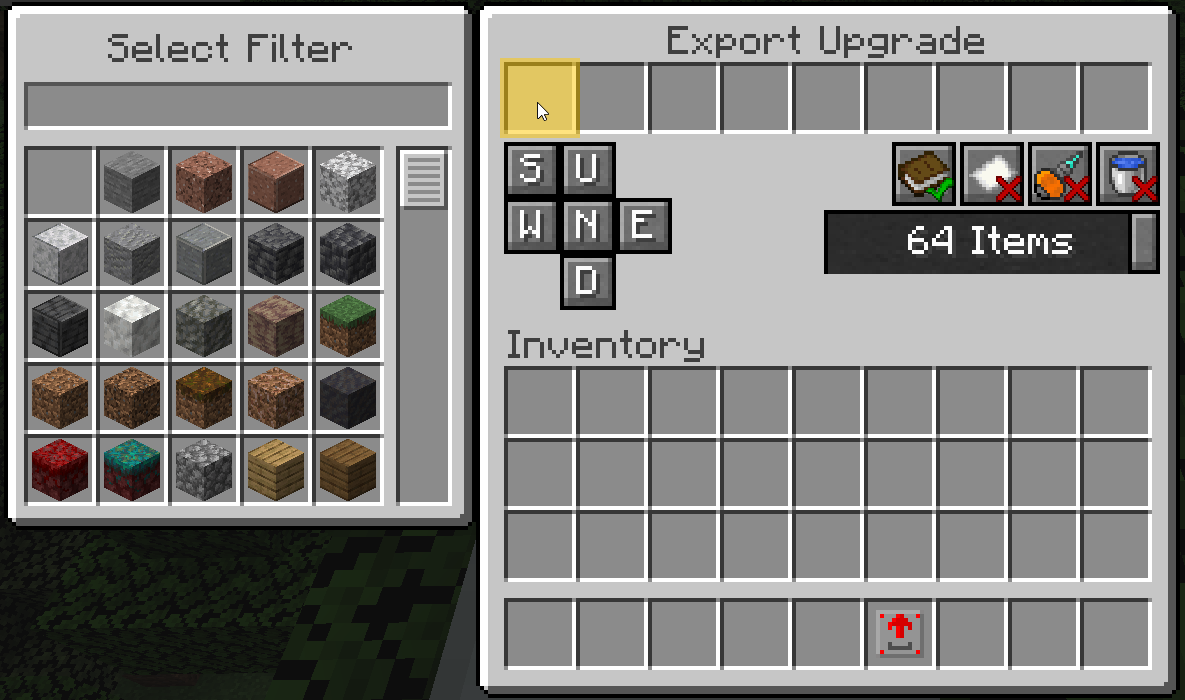 Select Filter
Export Upgrade
S U
W N E
D
64 Items
Inventory